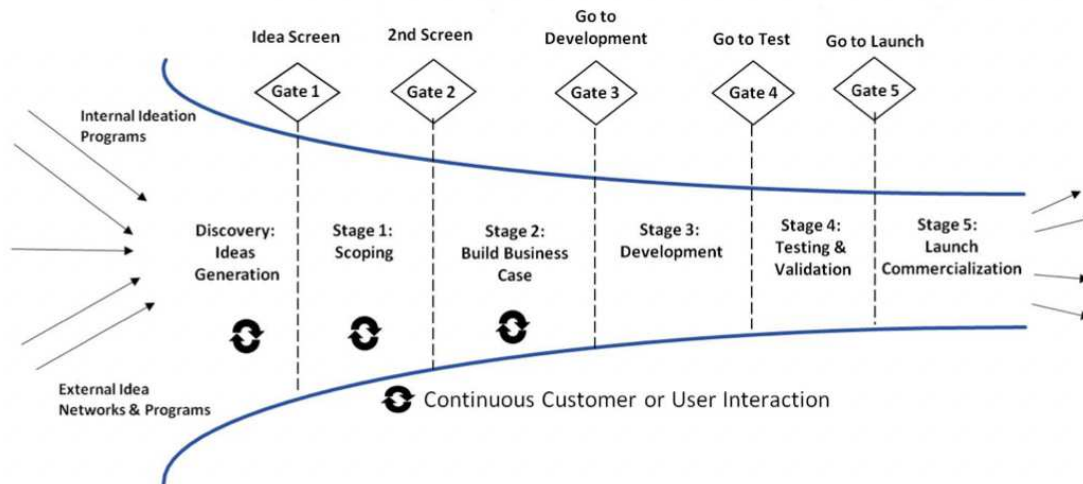 Idea Screen
2nd Screen
Go to
Development
Go to Test
Go to Launch
Gate 1
Gate 2
Gate 3
Gate 4
Gate 5
Internal Ideation
Programs
Discovery:
Ideas
Generation
Stage 1:
Scoping
Stage 2:
Build Business
Case
Stage 3:
Development
Stage 4:
Testing &
Validation
Stage 5:
Launch
Commercialization
External Idea
Networks & Programs
Continuous Customer or User Interaction